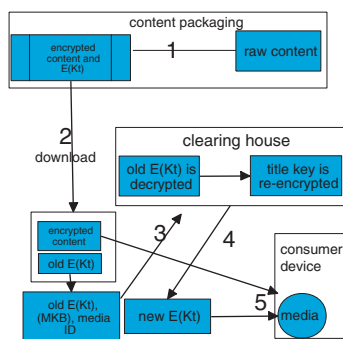 content packaging
encrypted
content and
E(Kt)
1
raw content
2
download
clearing house
old E(Kt) is
decrypted
title key is
re-encrypted
encrypted
content
old E(Kt)
3
4
consumer
device
old E(Kt),
(MKB), media
ID
new E(Kt)
5
media